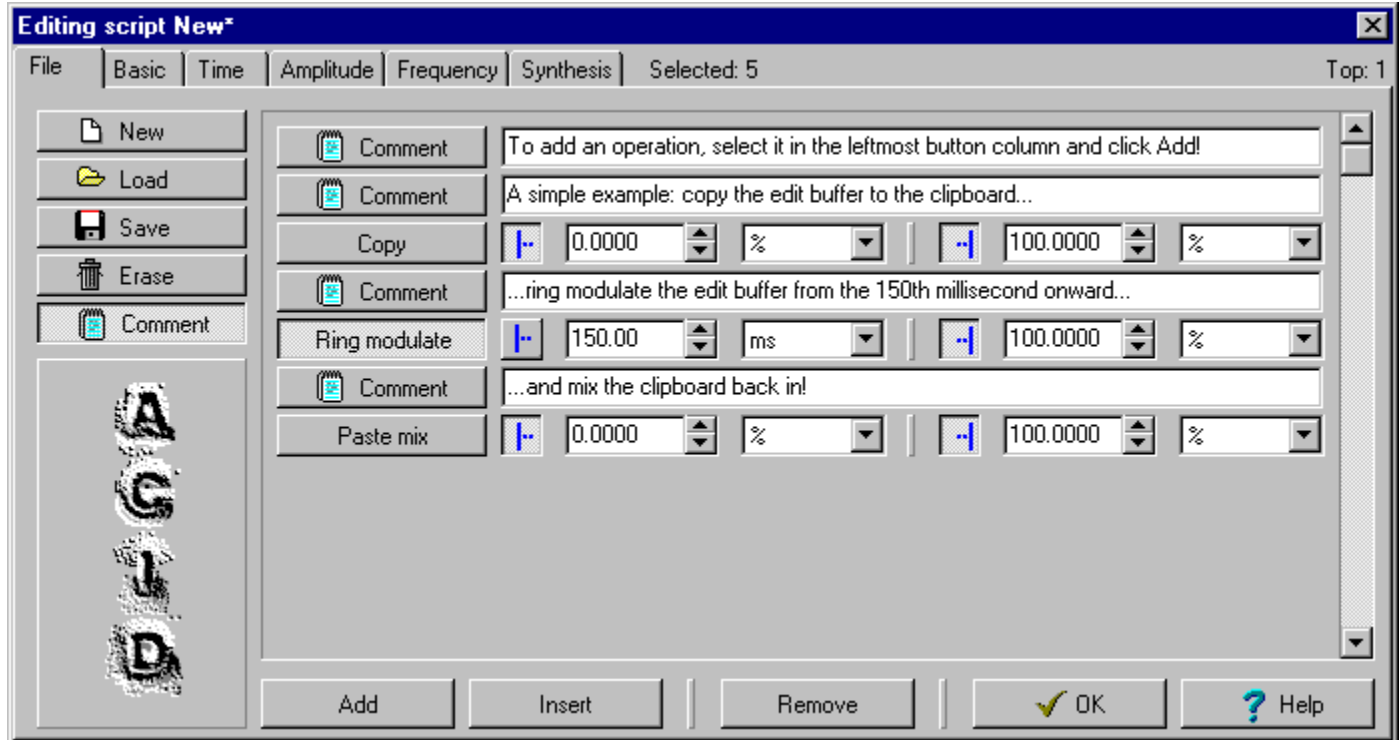 Editing script New*
File Basic Time Amplitude Frequency Synthesis Selected: 5 Top: 1
New
Load
Save
Erase
Comment
A
C
I
D
Comment To add an operation, select it in the leftmost button column and click Add!
Comment A simple example: copy the edit buffer to the clipboard...
Copy 0.0000 % 100.0000 %
Comment ...ring modulate the edit buffer from the 150th millisecond onward...
Ring modulate 150.00 ms 100.0000 %
Comment ...and mix the clipboard back in!
Paste mix 0.0000 % 100.0000 %
Add Insert Remove OK ? Help